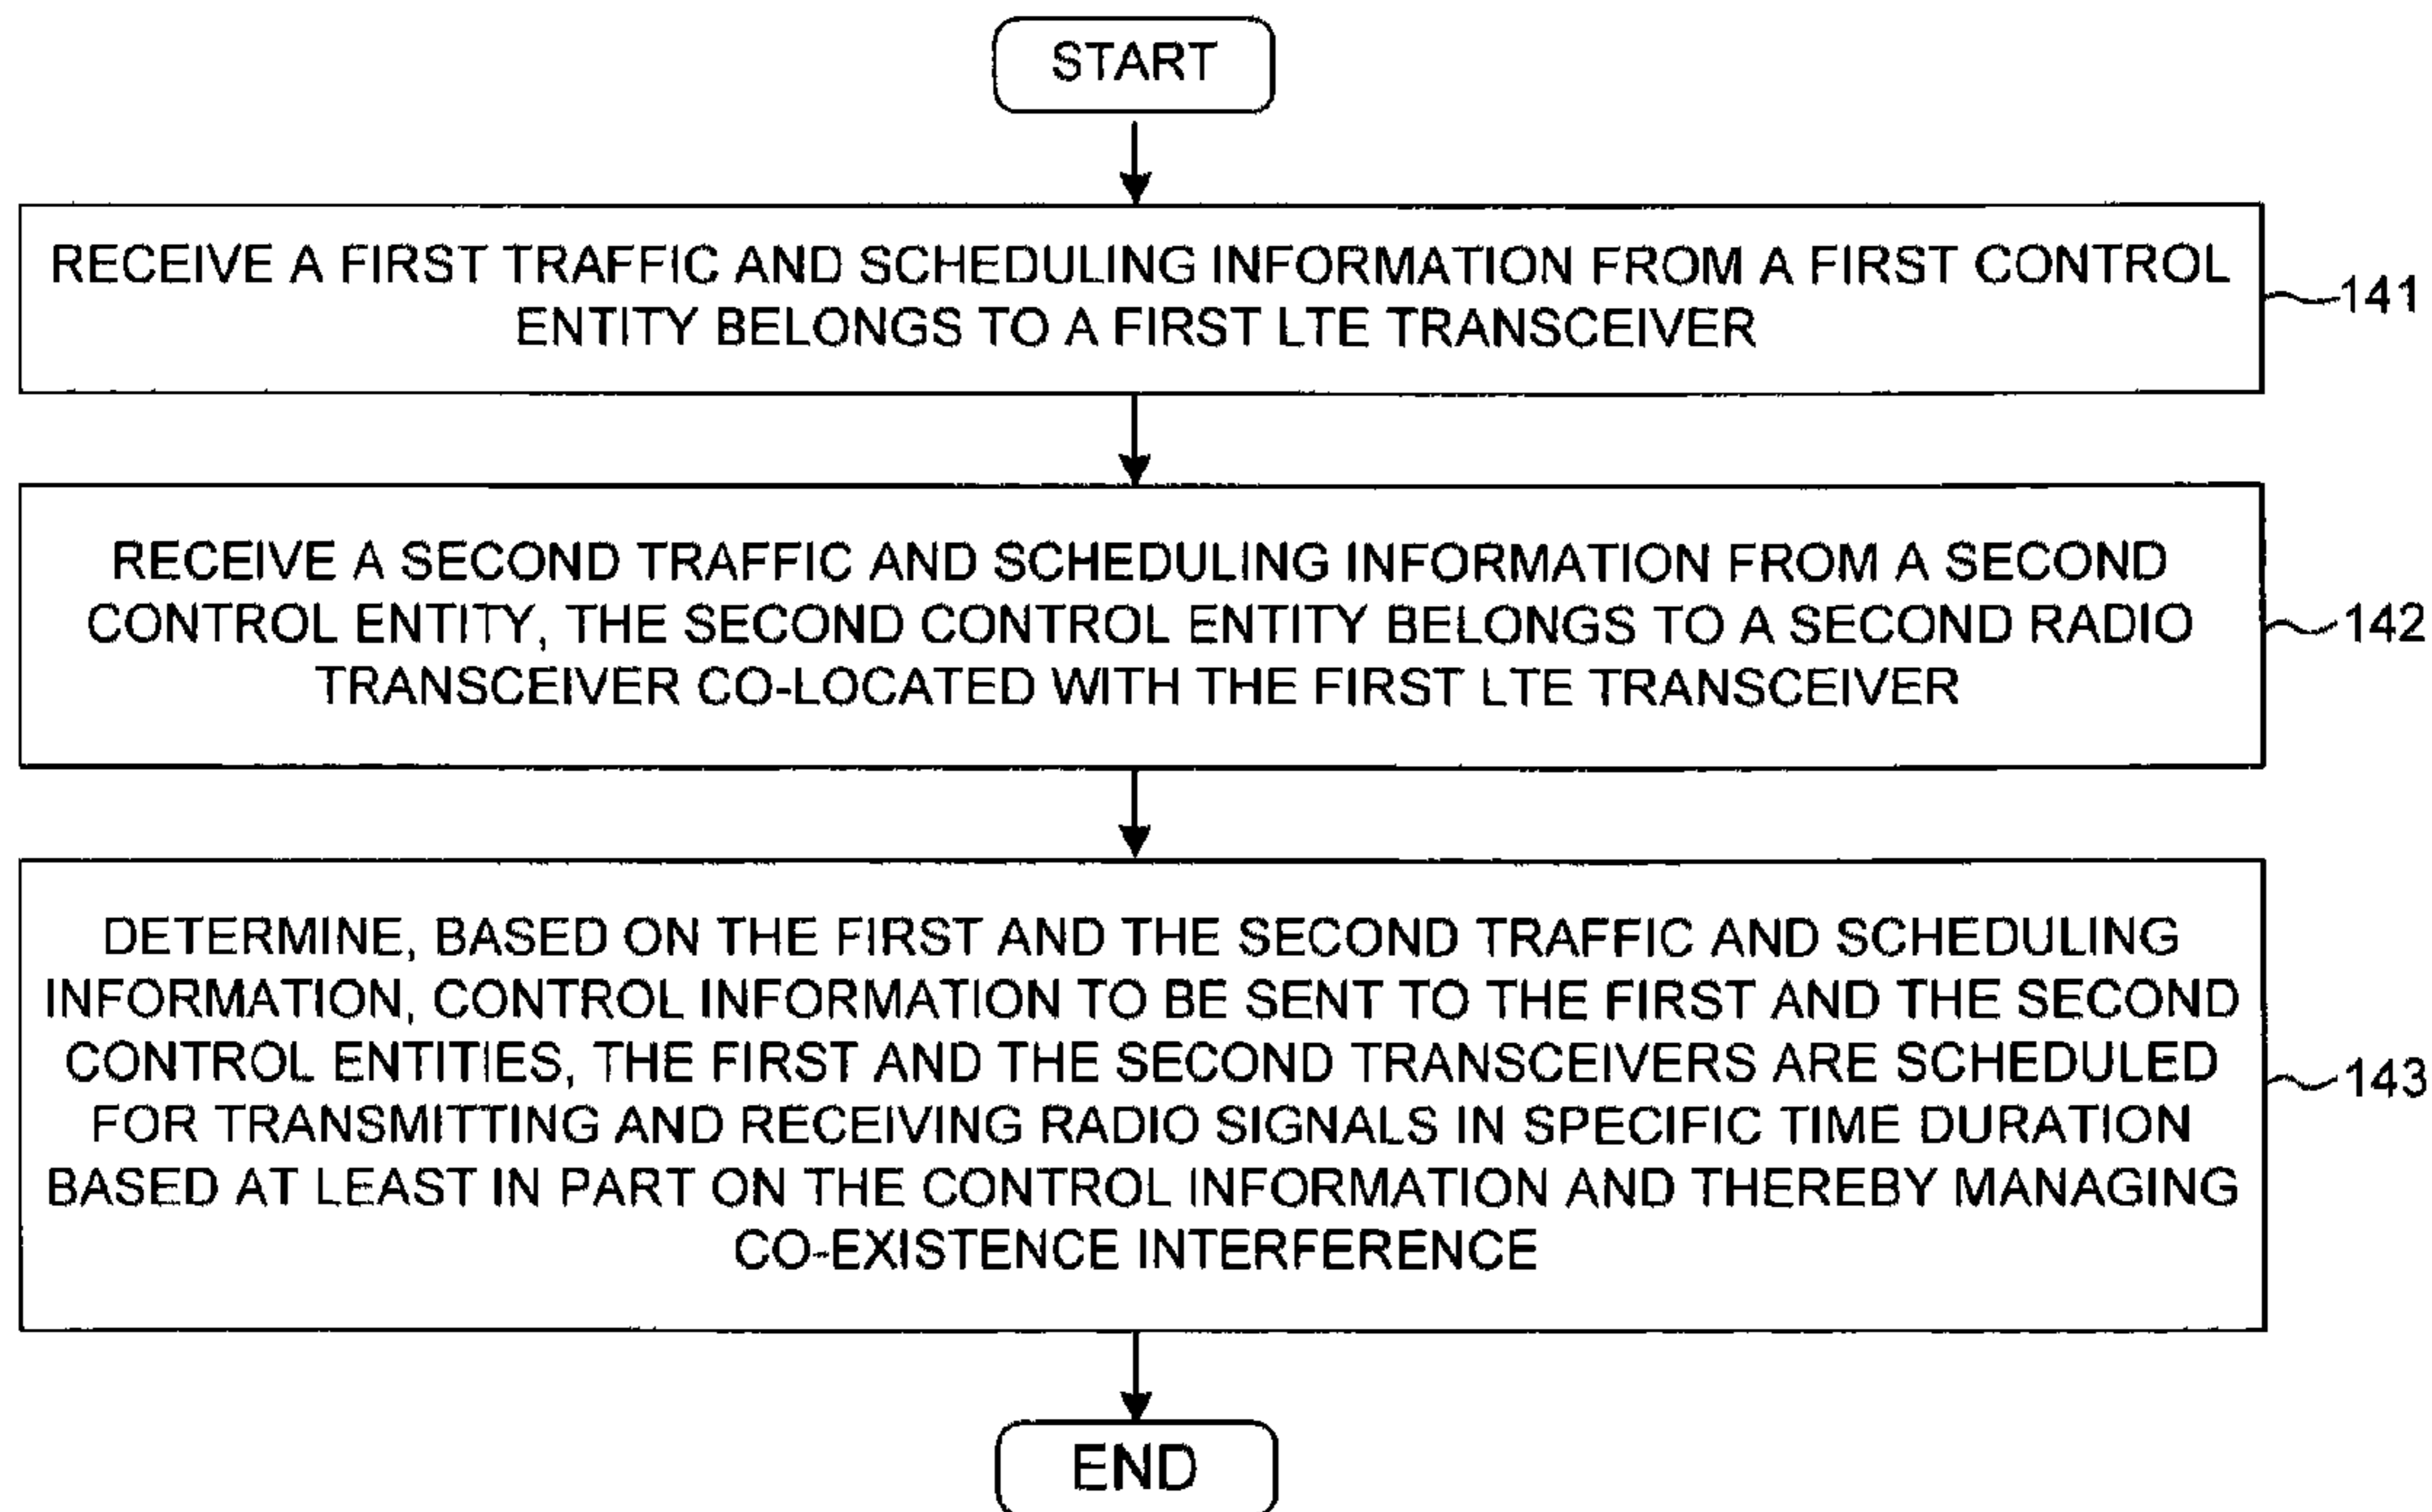 START
RECEIVE A FIRST TRAFFIC AND SCHEDULING INFORMATION FROM A FIRST CONTROL
ENTITY BELONGS TO A FIRST LTE TRANSCEIVER
141
RECEIVE A SECOND TRAFFIC AND SCHEDULING INFORMATION FROM A SECOND
CONTROL ENTITY, THE SECOND CONTROL ENTITY BELONGS TO A SECOND RADIO
TRANSCEIVER CO-LOCATED WITH THE FIRST LTE TRANSCEIVER
142
DETERMINE, BASED ON THE FIRST AND THE SECOND TRAFFIC AND SCHEDULING
INFORMATION, CONTROL INFORMATION TO BE SENT TO THE FIRST AND THE SECOND
CONTROL ENTITIES, THE FIRST AND THE SECOND TRANSCEIVERS ARE SCHEDULED
FOR TRANSMITTING AND RECEIVING RADIO SIGNALS IN SPECIFIC TIME DURATION
BASED AT LEAST IN PART ON THE CONTROL INFORMATION AND THEREBY MANAGING
CO-EXISTENCE INTERFERENCE
143
END